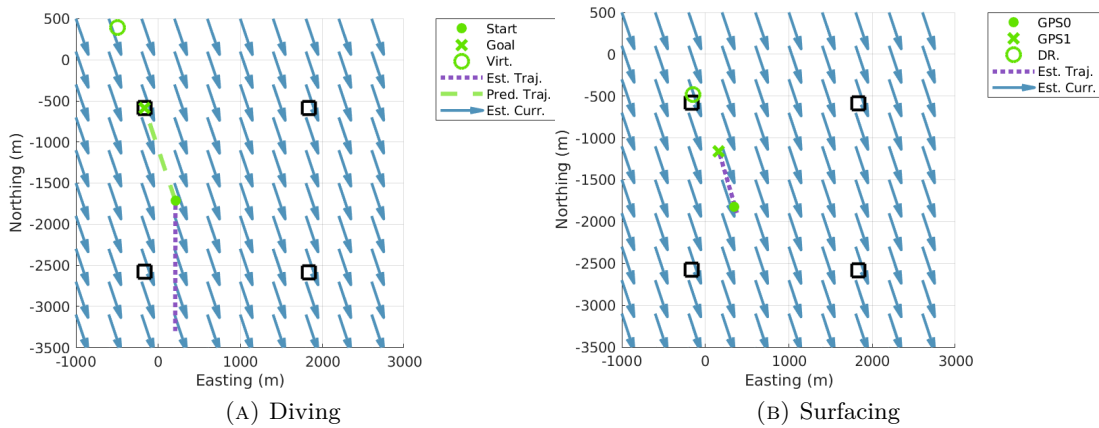 500
0
-500
-1000
-1500
-2000
-2500
-3000
-3500
Northing (m)
-1000
0
1000
2000
3000
Easting (m)
Start
Goal
Virt.
Est. Traj.
Pred. Traj.
Est. Curr.
(A) Diving
500
0
-500
-1000
-1500
-2000
-2500
-3000
-3500
Northing (m)
-1000
0
1000
2000
3000
Easting (m)
GPS0
GPS1
DR.
Est. Traj.
Est. Curr.
(B) Surfacing